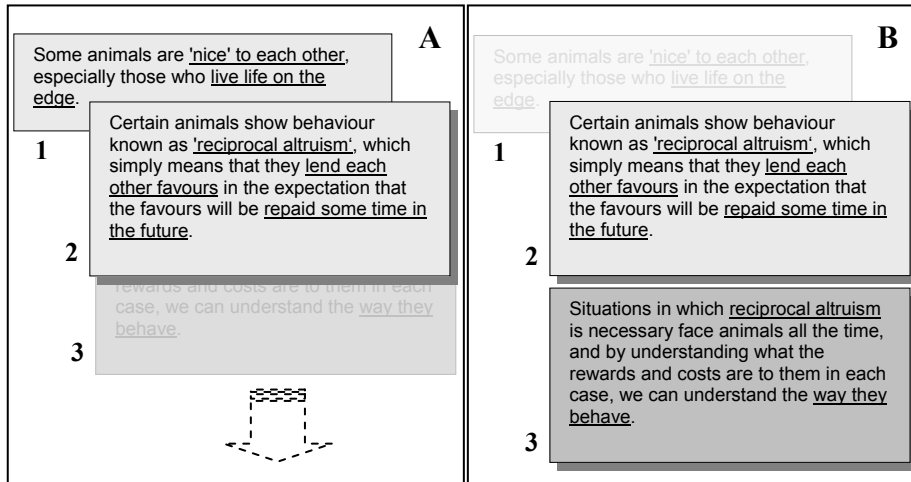 A
Some animals are 'nice' to each other,
especially those who live life on the
edge.
1
Certain animals show behaviour
known as 'reciprocal altruism‘, which
simply means that they lend each
other favours in the expectation that
the favours will be repaid some time in
the future.
2
rewards and costs are to them in each
case, we can understand the way they
behave.
3
B
Some animals are 'nice' to each other,
especially those who live life on the
edge.
1
Certain animals show behaviour
known as 'reciprocal altruism‘, which
simply means that they lend each
other favours in the expectation that
the favours will be repaid some time in
the future.
2
Situations in which reciprocal altruism
is necessary face animals all the time,
and by understanding what the
rewards and costs are to them in each
case, we can understand the way they
behave.
3